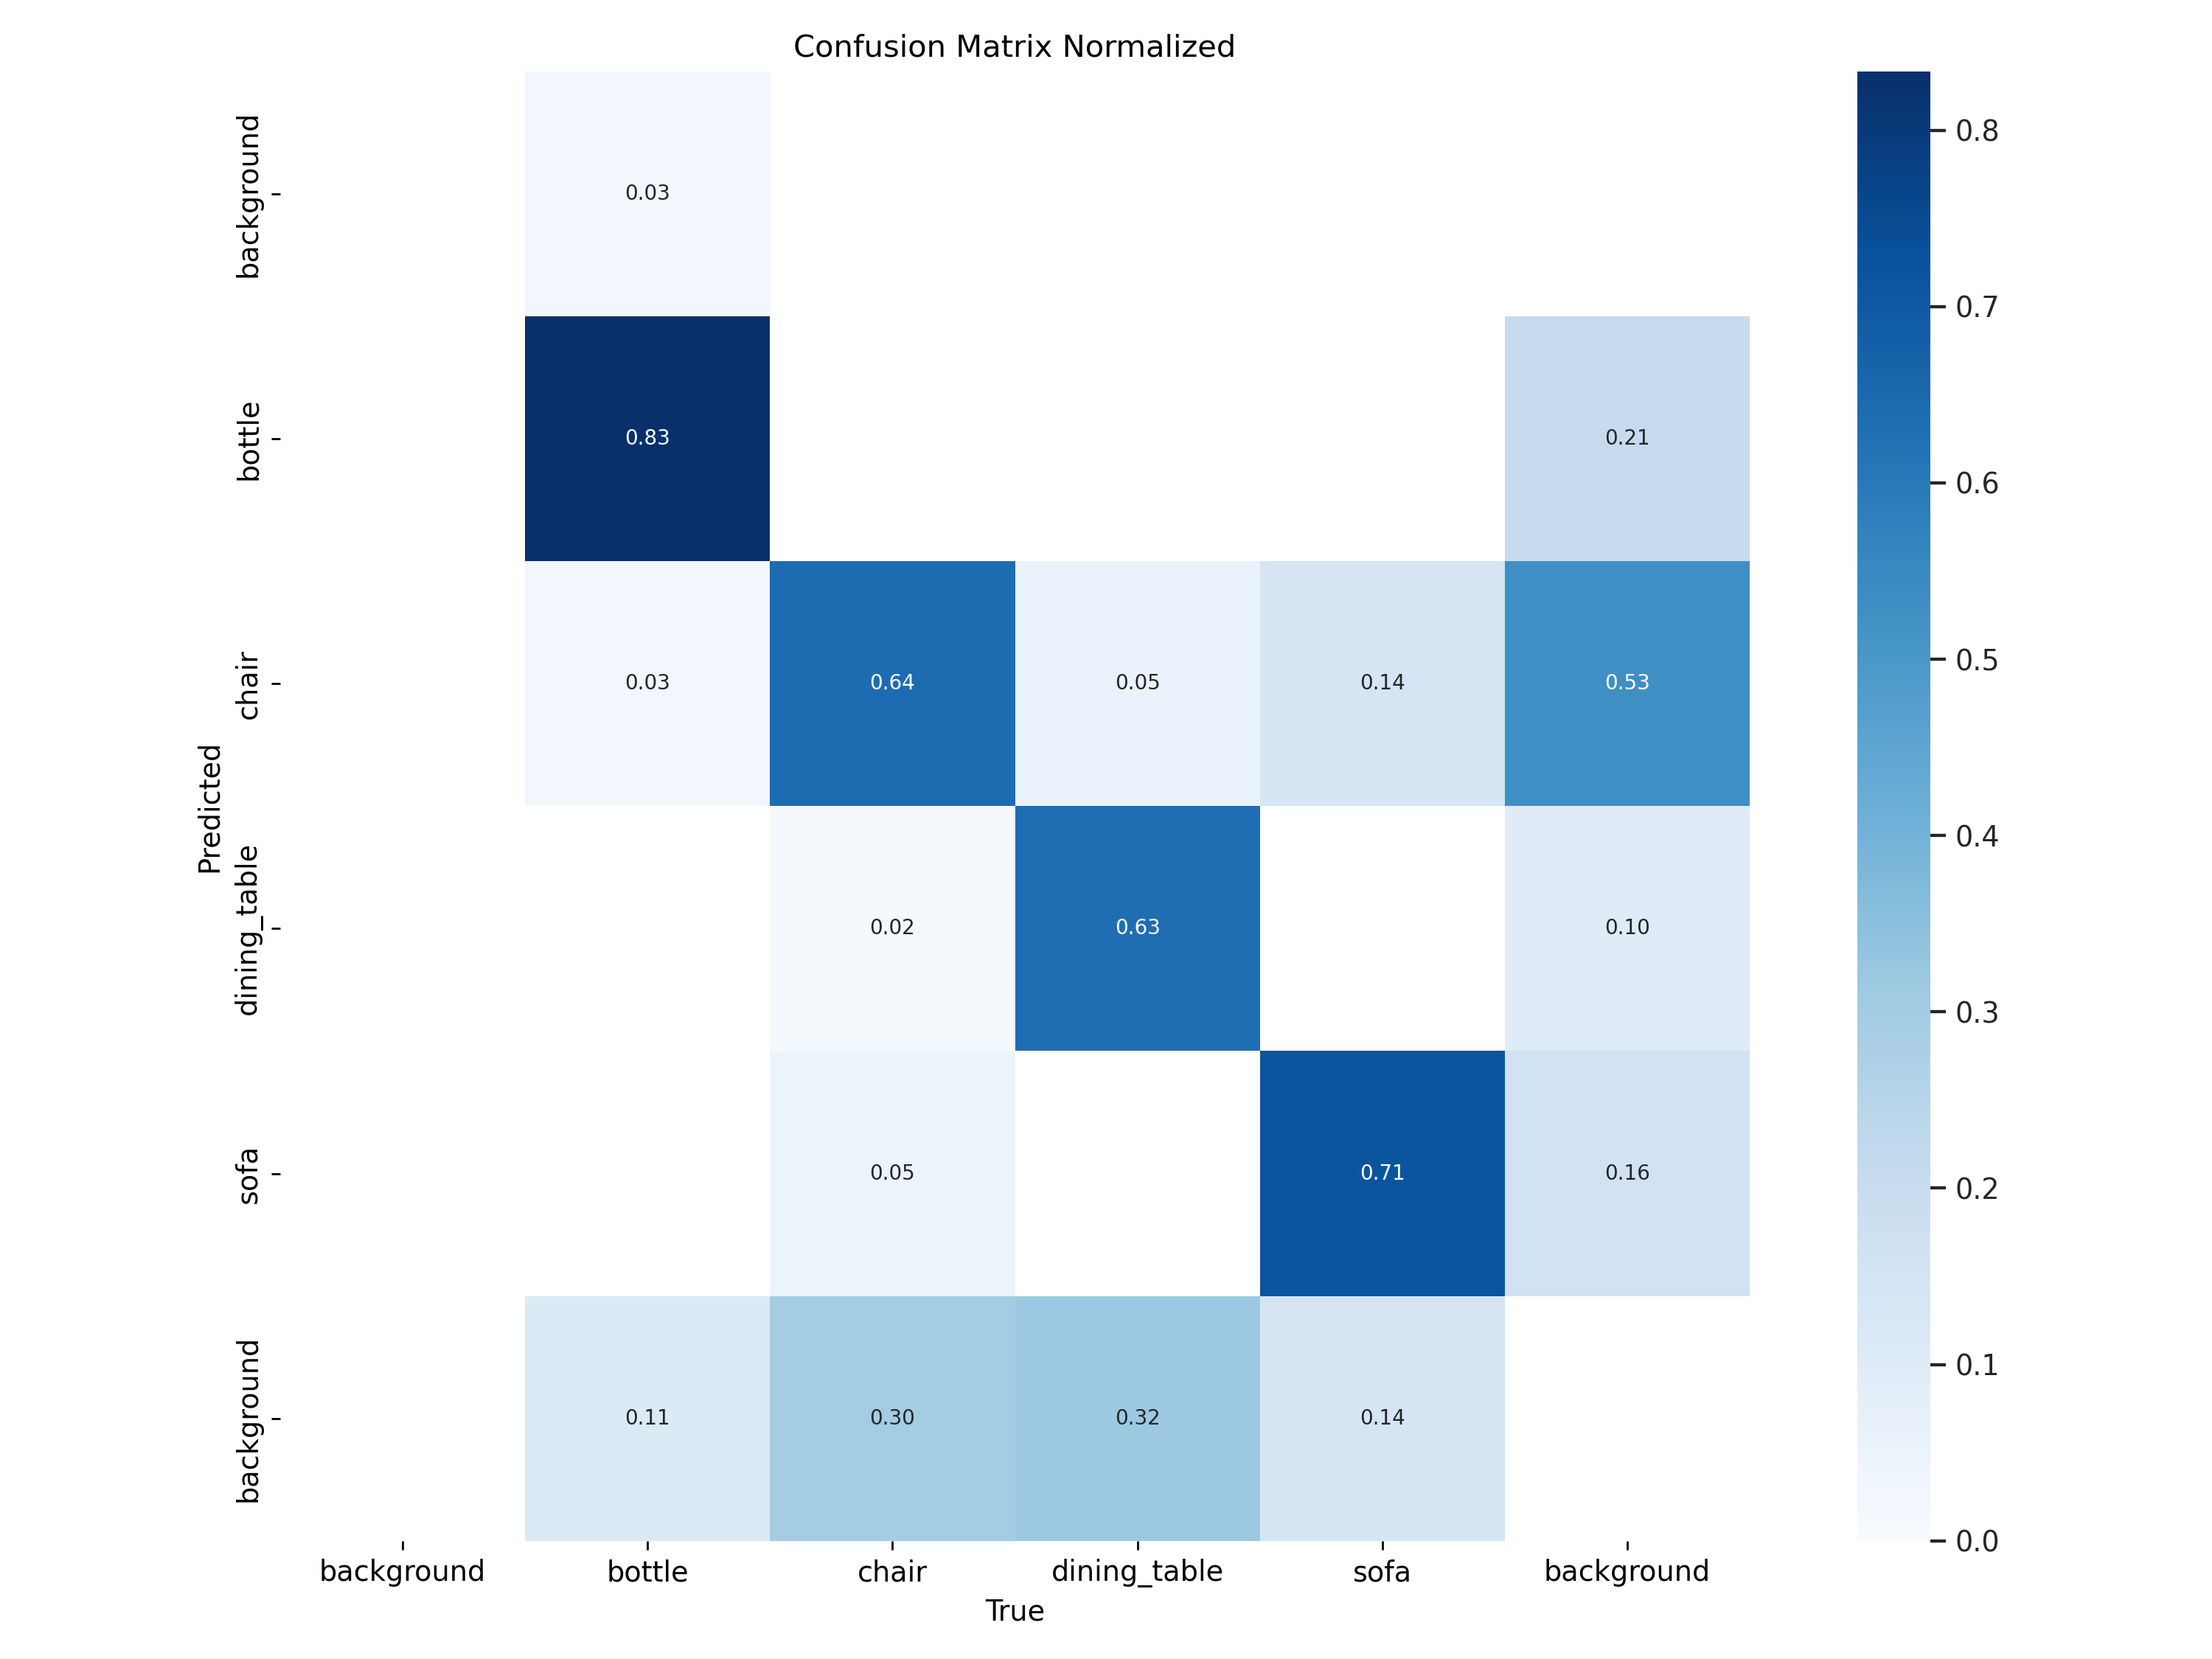 Confusion Matrix Normalized
background
bottle
chair
dining_table
sofa
background
Predicted
0.03
0.83
0.21
0.03
0.64
0.05
0.14
0.53
0.02
0.63
0.10
0.05
0.71
0.16
0.11
0.30
0.32
0.14
background
bottle
chair
dining_table
sofa
background
True
0.8
0.7
0.6
0.5
0.4
0.3
0.2
0.1
0.0